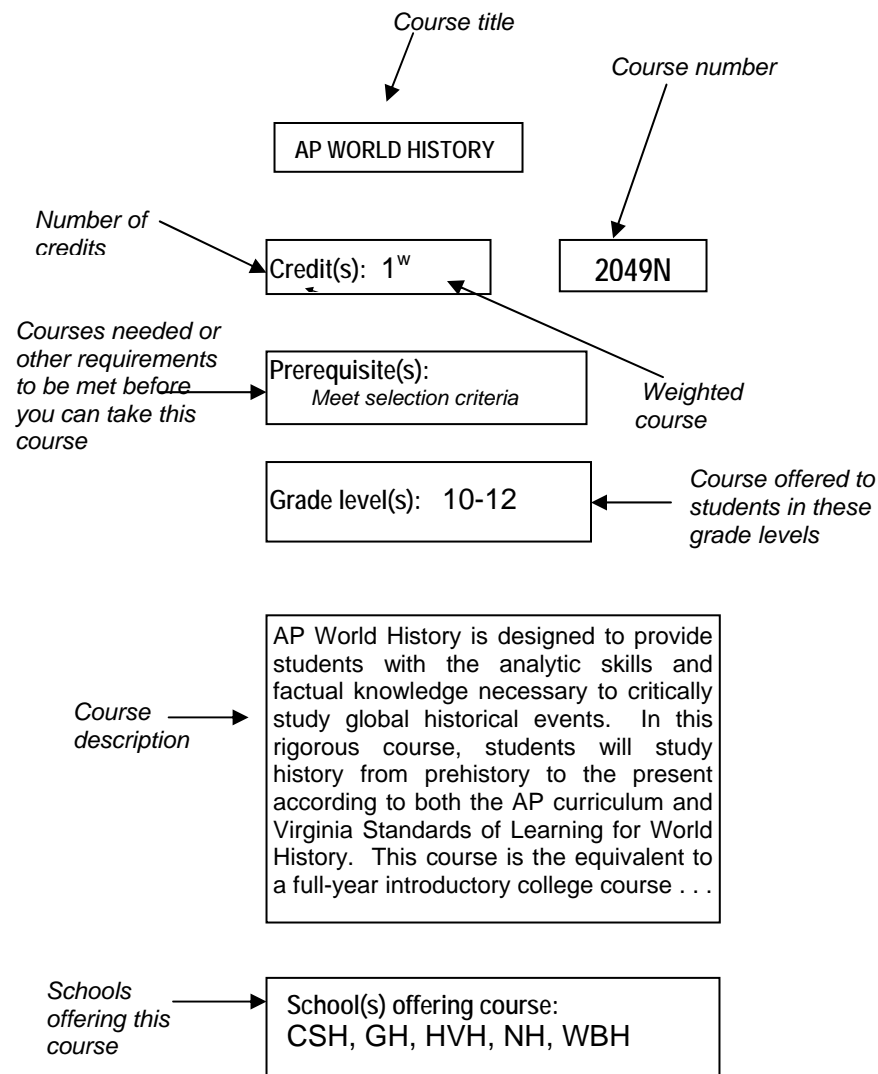 Course title
Course number
AP WORLD HISTORY
Number of
credits
Credit(s): 1ʷ
2049N
Courses needed or
other requirements
to be met before
you can take this
course
Prerequisite(s):
Meet selection criteria
Weighted
course
Grade level(s): 10-12
Course offered to
students in these
grade levels
Course
description
AP World History is designed to provide
students with the analytic skills and
factual knowledge necessary to critically
study global historical events. In this
rigorous course, students will study
history from prehistory to the present
according to both the AP curriculum and
Virginia Standards of Learning for World
History. This course is the equivalent to
a full-year introductory college course . . .
Schools
offering this
course
School(s) offering course:
CSH, GH, HVH, NH, WBH